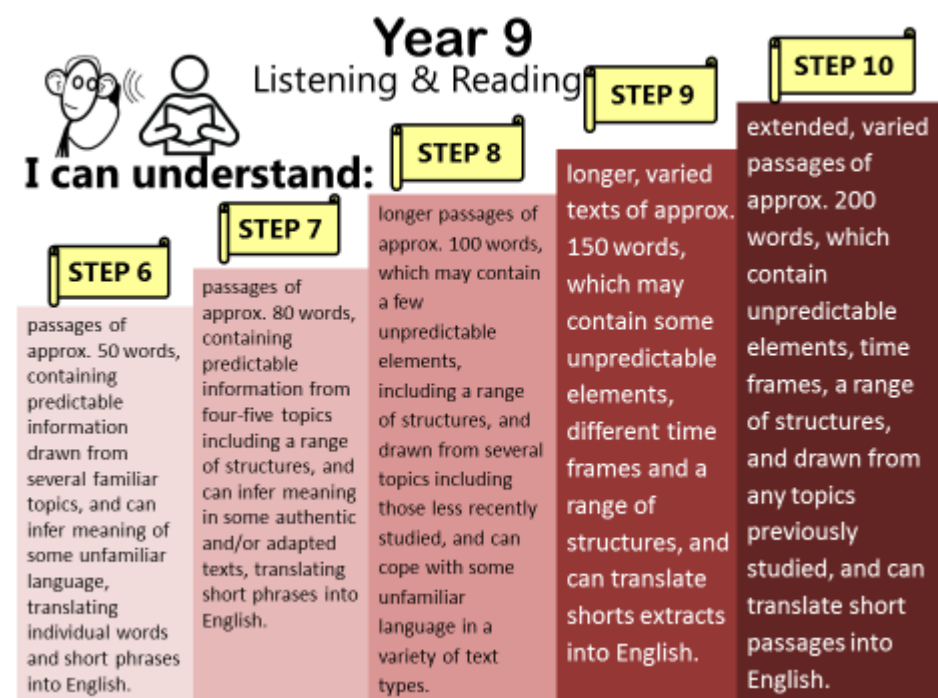 Year 9
Listening & Reading
I can understand:
STEP 6
passages of
approx. 50 words,
containing
predictable
information
drawn from
several familiar
topics, and can
infer meaning of
some unfamiliar
language,
translating
individual words
and short phrases
into English.
STEP 7
passages of
approx. 80 words,
containing
predictable
information from
four-five topics
including a range
of structures, and
can infer meaning
in some authentic
and/or adapted
texts, translating
short phrases into
English.
STEP 8
longer passages of
approx. 100 words,
which may contain
a few
unpredictable
elements,
including a range
of structures, and
drawn from several
topics including
those less recently
studied, and can
cope with some
unfamiliar
language in a
variety of text
types.
STEP 9
longer, varied
texts of approx.
150 words,
which may
contain some
unpredictable
elements,
different time
frames and a
range of
structures, and
can translate
shorts extracts
into English.
STEP 10
extended, varied
passages of
approx. 200
words, which
contain
unpredictable
elements, time
frames, a range
of structures,
and drawn from
any topics
previously
studied, and can
translate short
passages into
English.